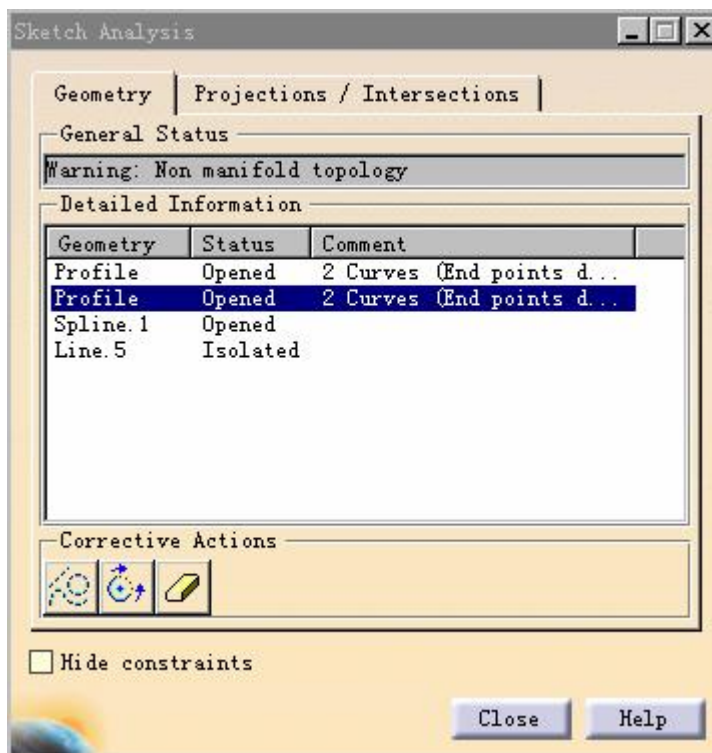 Sketch Analysis
Geometry Projections / Intersections
General Status
Warning: Non manifold topology
Detailed Information
Geometry Status Comment
Profile Opened 2 Curves (End points d...
Profile Opened 2 Curves (End points d...
Spline.1 Opened
Line.5 Isolated
Corrective Actions
Hide constraints
Close Help